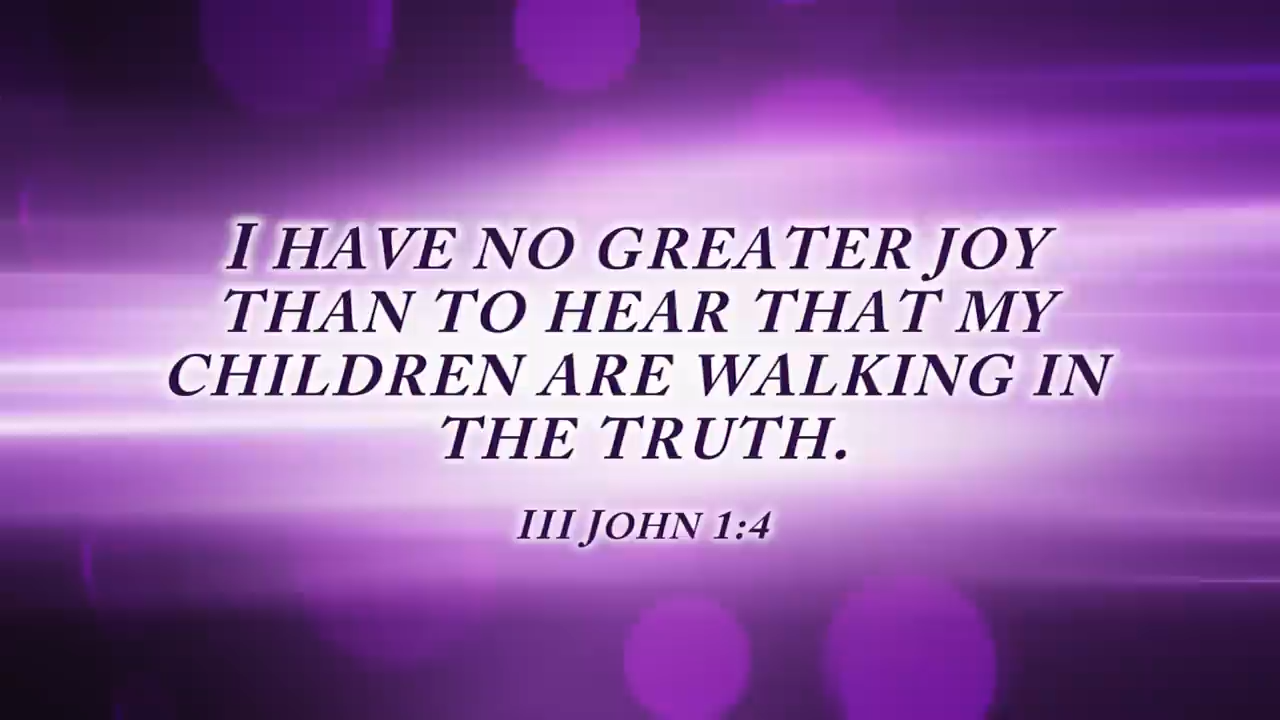 I HAVE NO GREATER JOY
THAN TO HEAR THAT MY
CHILDREN ARE WALKING IN
THE TRUTH.
III JOHN 1:4